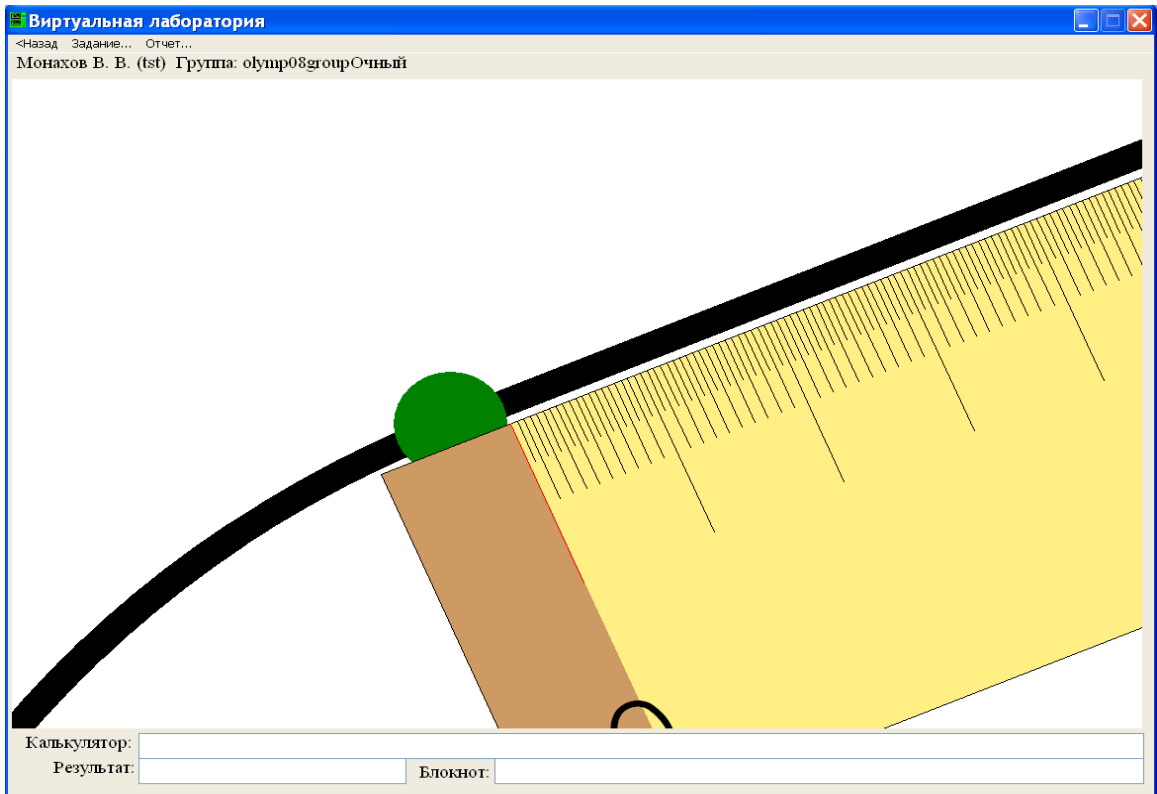 Виртуальная лаборатория
<Назад Задание... Отчет...
Монахов В. В. (tst) Группа: olymp08groupОчный
Калькулятор:
Результат:
Блокнот: